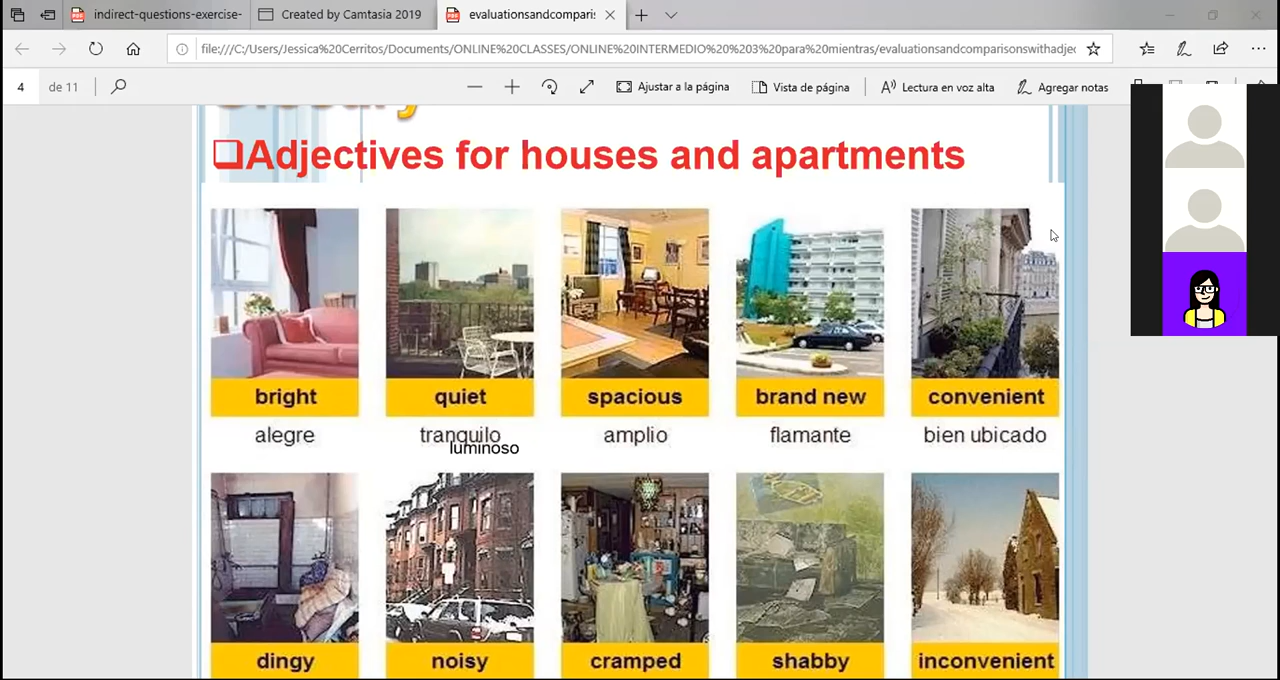 indirect-questions-exercise-
Created by Camtasia 2019
evaluationsandcomparis
file:///C:/Users/Jessica%20Cerritos/Documents/ONLINE%20CLASSES/ONLINE%20INTERMEDIO%20%203%20para%20mientras/evaluationsandcomparisonswithadjec
4 de 11
Ajustar a la página
Vista de página
Lectura en voz alta
Agregar notas
Adjectives for houses and apartments
bright quiet spacious brand new convenient
alegre tranquilo amplio flamante bien ubicado
luminoso
dingy noisy cramped shabby inconvenient